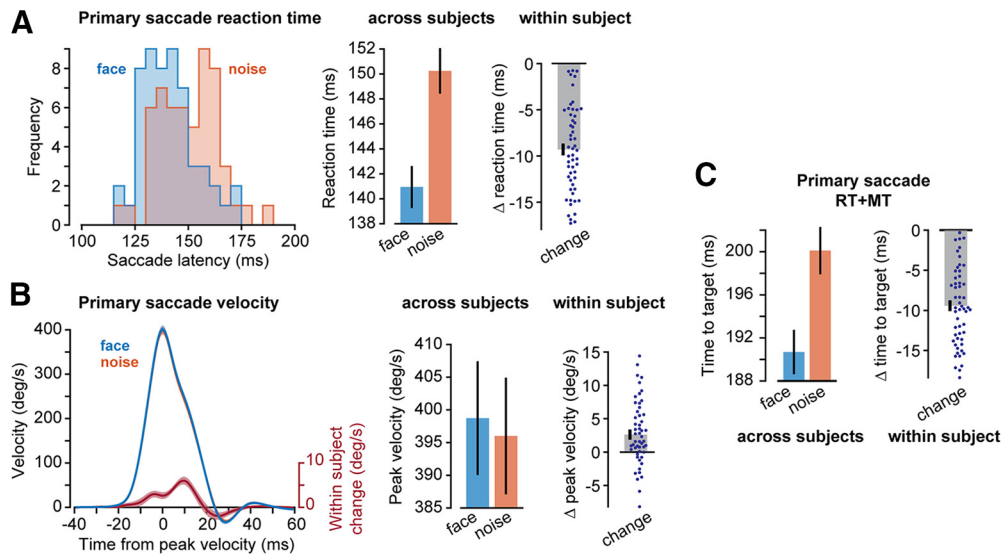 A
Primary saccade reaction time
across subjects
within subject
Frequency
8
6
4
2
0
face
noise
100
125
150
175
200
Saccade latency (ms)
Reaction time (ms)
152
150
148
146
144
142
140
138
face
noise
Δ reaction time (ms)
0
-5
-10
-15
change
B
Primary saccade velocity
across subjects
within subject
Velocity (deg/s)
400
300
200
100
0
face
noise
-40
-20
0
20
40
60
Time from peak velocity (ms)
10
0
Within subject
change (deg/s)
Peak velocity (deg/s)
410
405
400
395
390
385
face
noise
Δ peak velocity (deg/s)
15
10
5
0
-5
change
C
Primary saccade
RT+MT
Time to target (ms)
200
196
192
188
face
noise
across subjects
Δ time to target (ms)
0
-5
-10
-15
change
within subject